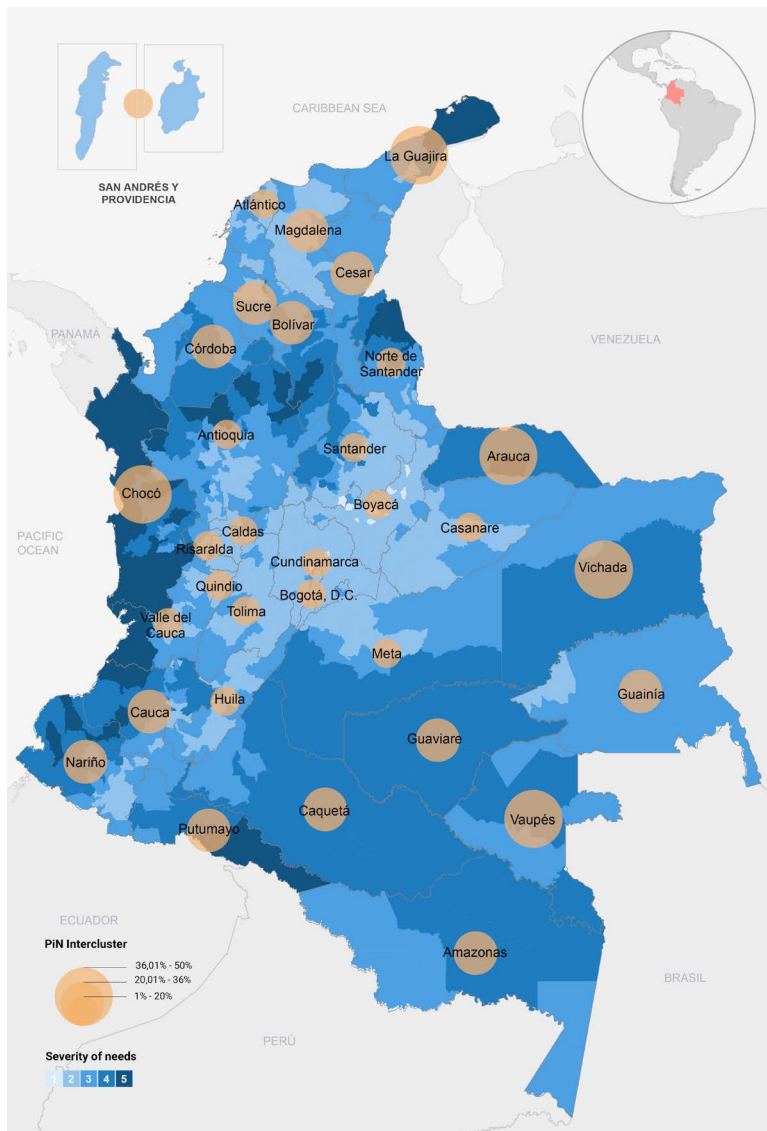 CARIBBEAN SEA
La Guajira
SAN ANDRÉS Y
PROVIDENCIA
Atlántico
Magdalena
Cesar
Sucre
Bolívar
PANAMÁ
VENEZUELA
Córdoba
Norte de
Santander
Antioquía
Santander
Arauca
Chocó
Boyacá
PACIFIC
OCEAN
Caldas
Casanare
Risaralda
Cundinamarca
Vichada
Quindio
Bogotá, D.C.
Tolima
Valle del
Cauca
Meta
Guainía
Huila
Cauca
Guaviare
Nariño
Caquetá
Vaupés
Putumayo
ECUADOR
PiN Intercluster
Amazonas
36,01% - 50%
20,01% - 36%
1% - 20%
BRASIL
PERÚ
Severity of needs
1 2 3 4 5